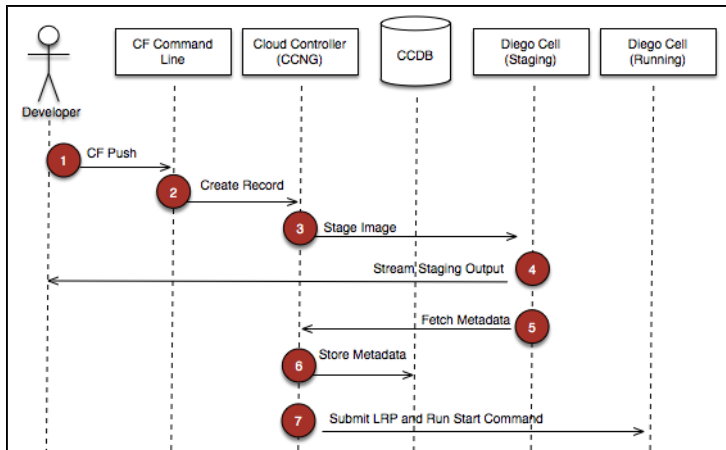 CF Command
Line
Cloud Controller
(CCNG)
CCDB
Diego Cell
(Staging)
Diego Cell
(Running)
Developer
1 CF Push
2 Create Record
3 Stage Image
Stream Staging Output 4
Fetch Metadata 5
6 Store Metadata
7 Submit LRP and Run Start Command